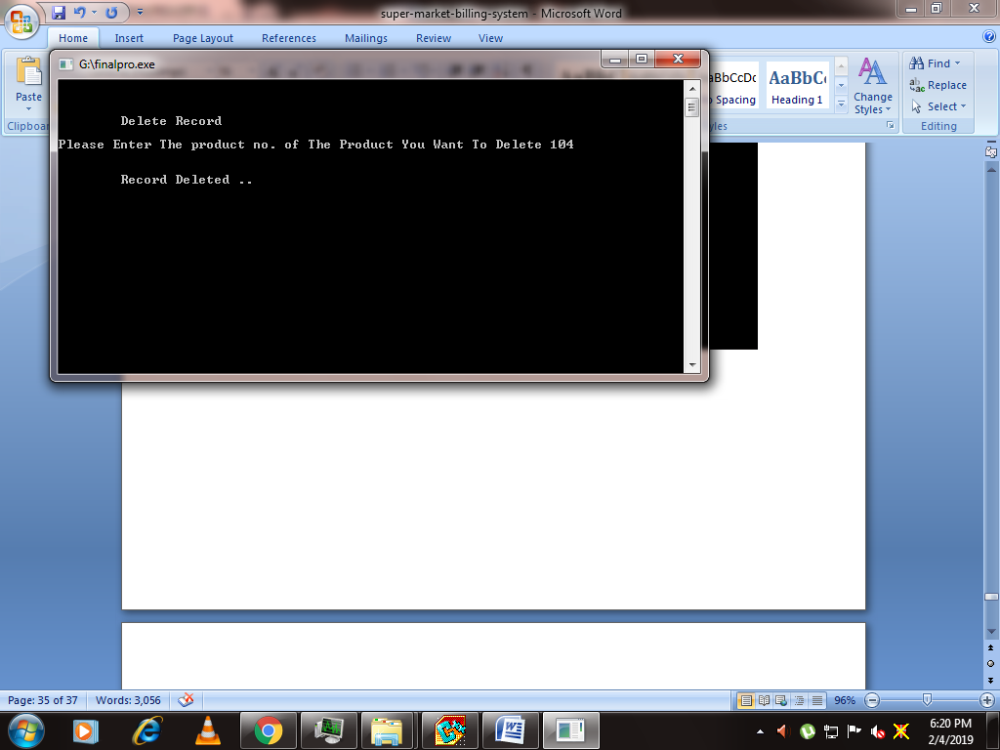 super-market-billing-system - Microsoft Word
Home Insert Page Layout References Mailings Review View
G:\finalpro.exe
Paste
Delete Record
Please Enter The product no. of The Product You Want To Delete 104
Record Deleted ..
AaBbC
Spacing
Heading 1
Change
Styles
Find
Replace
Select
Editing
Page: 35 of 37 Words: 3,056
96%
6:20 PM
2/4/2019